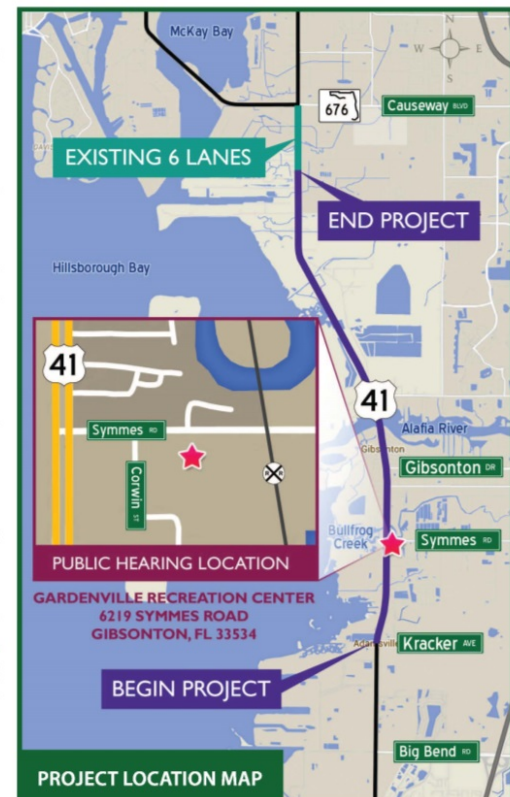 McKay Bay
N
W E
S
676
Causeway BLVD
EXISTING 6 LANES
END PROJECT
Hillsborough Bay
41
Symmes RD
Corwin ST
PUBLIC HEARING LOCATION
41
Alafia River
Gibsonton DR
Bullfrog
Creek
Symmes RD
GARDENVILLE RECREATION CENTER
6219 SYMMES ROAD
GIBSONTON, FL 33534
Kracker AVE
BEGIN PROJECT
Big Bend RD
PROJECT LOCATION MAP